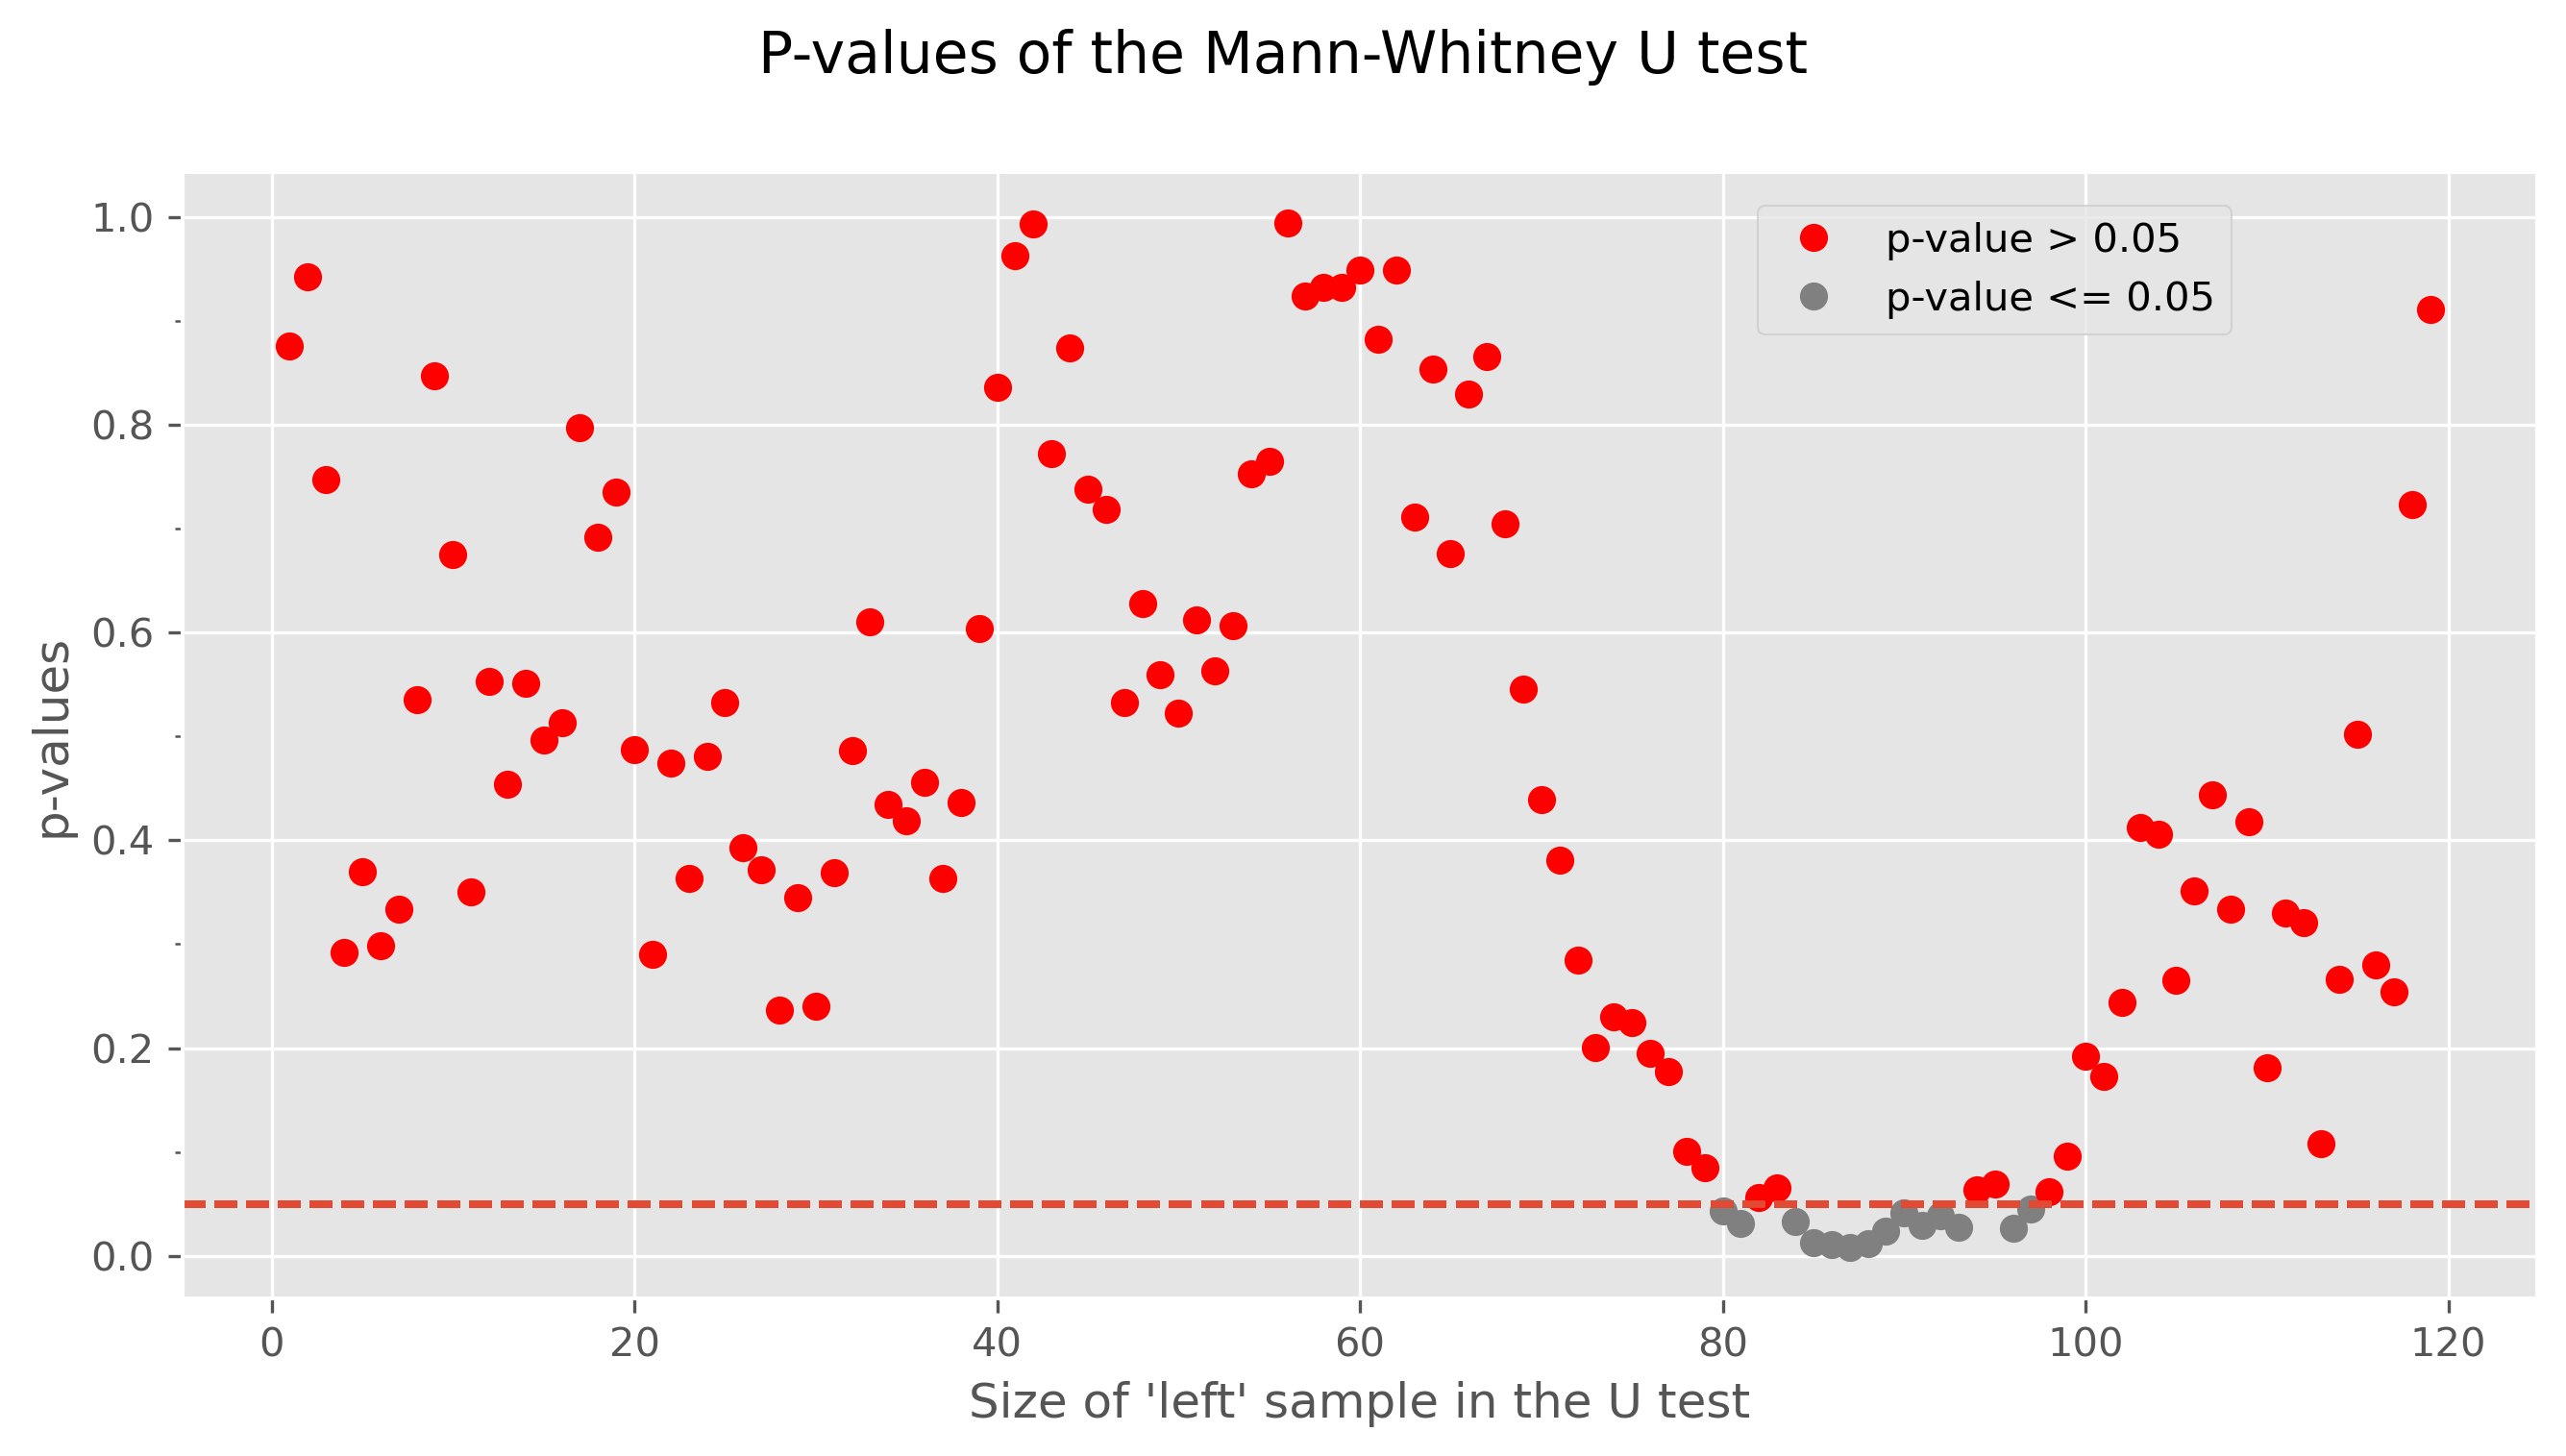 P-values of the Mann-Whitney U test
p-value > 0.05
p-value <= 0.05
p-values
1.0
0.8
0.6
0.4
0.2
0.0
0 20 40 60 80 100 120
Size of 'left' sample in the U test